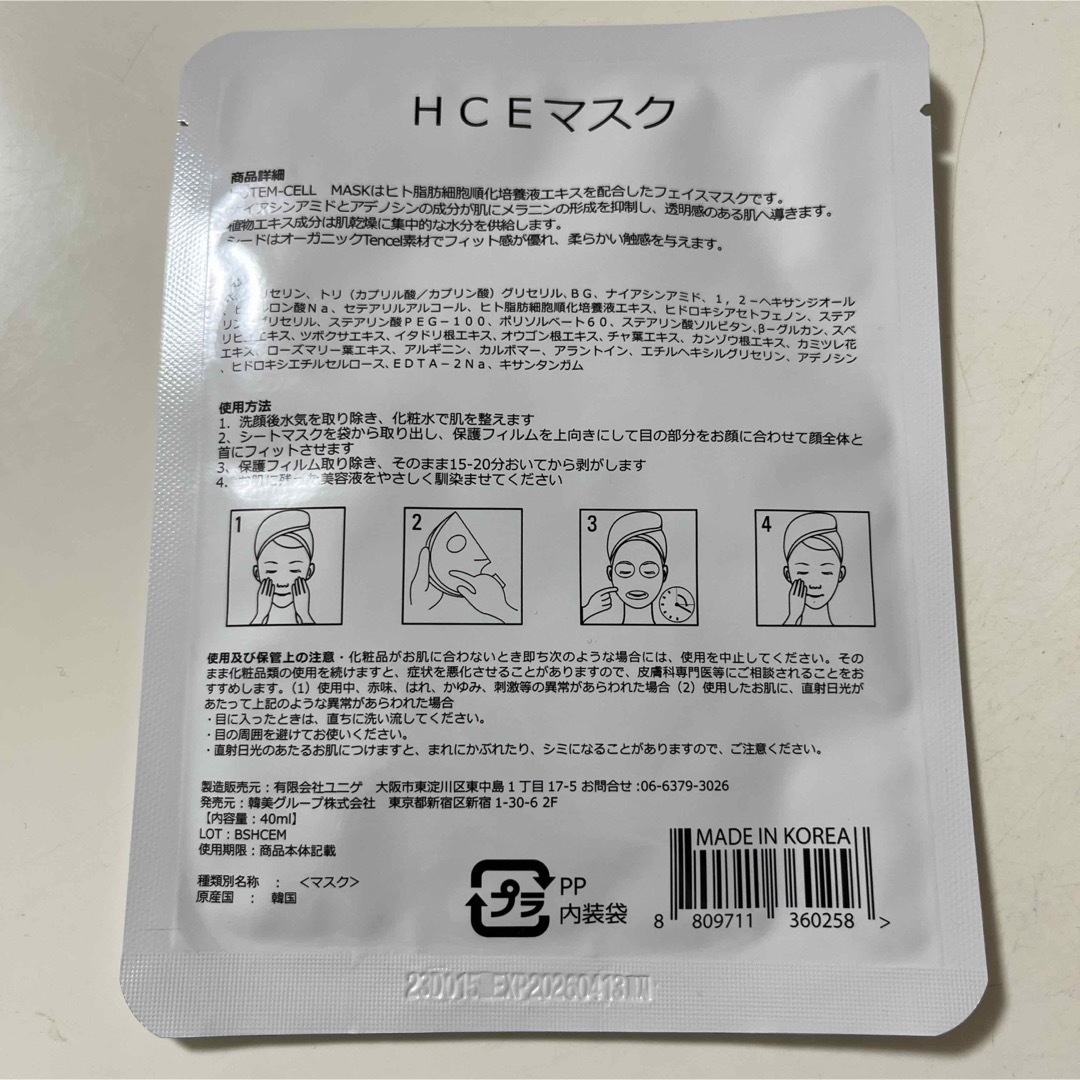 HCEマスク
商品詳細
TEM-CELL MASKはヒト脂肪細胞順化培養液エキスを配合したフェイスマスクです。
イアシンアミドとアデノシンの成分が肌にメラニンの形成を抑制し、透明感のある肌へ導きます。
植物エキス成分は肌乾燥に集中的な水分を供給します。
シードはオーガニックTencel素材でフィット感が優れ、柔らかい触感を与えます。
リセリン、トリ（カプリル酸／カプリン酸）グリセリル、BG、ナイアシンアミド、１，２－ヘキサンジオール
ロン酸Ｎａ、セテアリルアルコール、ヒト脂肪細胞順化培養液エキス、ヒドロキシアセトフェノン、ステア
リン グリセリル、ステアリン酸ＰＥＧ－１００、ポリソルベート６０、ステアリン酸ソルビタン、β－グルカン、スベ
リヒ エキス、ツボクサエキス、イタドリ根エキス、オウゴン根エキス、チャ葉エキス、カンゾウ根エキス、カミツレ花
エキス、ローズマリー葉エキス、アルギニン、カルボマー、アラントイン、エチルヘキシルグリセリン、アデノシン
、ヒドロキシエチルセルロース、ＥＤＴＡ－２Ｎａ、キサンタンガム
使用方法
1．洗顔後水気を取り除き、化粧水で肌を整えます
2、シートマスクを袋から取り出し、保護フィルムを上向きにして目の部分をお顔に合わせて顔全体と
首にフィットさせます
3、保護フィルム取り除き、そのまま15-20分おいてから剥がします
4．お肌に残った美容液をやさしく馴染ませてください
1
2
3
4
使用及び保管上の注意・化粧品がお肌に合わないとき即ち次のような場合には、使用を中止してください。その
まま化粧品類の使用を続けますと、症状を悪化させることがありますので、皮膚科専門医等にご相談されることをお
すすめします。（1）使用中、赤味、はれ、かゆみ、刺激等の異常があらわれた場合（2）使用したお肌に、直射日光が
あたって上記のような異常があらわれた場合
・目に入ったときは、直ちに洗い流してください。
・目の周囲を避けてお使いください。
・直射日光のあたるお肌につけますと、まれにかぶれたり、シミになることがありますので、ご注意ください。
製造販売元：有限会社ユニゲ　大阪市東淀川区東中島１丁目17-5 お問合せ:06-6379-3026
発売元：韓美グループ株式会社　東京都新宿区新宿1-30-6 2F
【内容量：40ml】
LOT：BSHCEM
使用期限：商品本体記載
種類別名称　：　＜マスク＞
原産国　：　韓国
プラ
PP
内装袋
MADE IN KOREA
8 809711 360258 >
23D015 EXP20260413